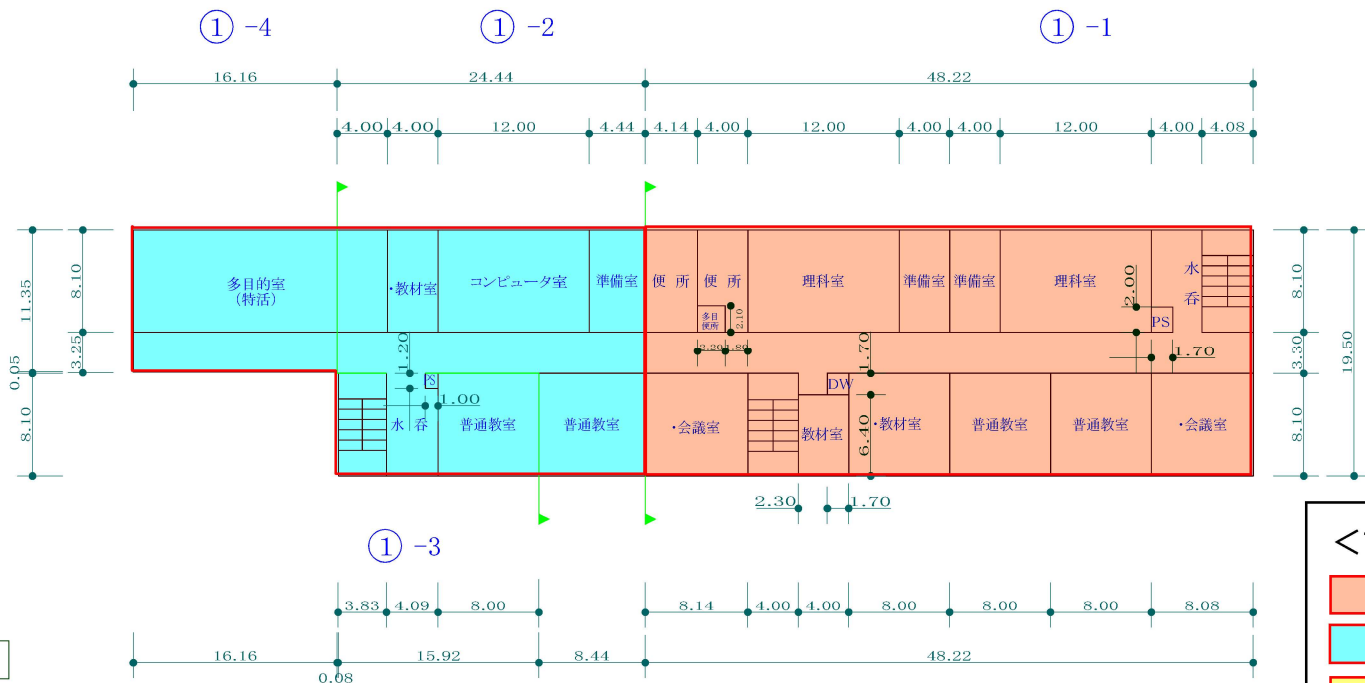 ① -4
① -2
① -1
16.16
24.44
48.22
4.00
4.00
12.00
4.44
4.14
4.00
12.00
4.00
4.00
12.00
4.00
4.08
11.35
8.10
3.25
0.05
8.10
多目的室
(特活)
・教材室
コンピュータ室
準備室
便 所
便 所
多目
便所
2.10
理科室
準備室
準備室
理科室
水
呑
2.00
PS
1.70
8.10
3.30
8.10
19.50
1.20
PS
1.00
水 呑
普通教室
普通教室
2.20
1.80
・会議室
1.70
DW
6.40
教材室
・教材室
普通教室
普通教室
・会議室
2.30
1.70
① -3
3.83
4.09
8.00
8.14
4.00
4.00
8.00
8.00
8.00
8.08
16.16
0.08
15.92
8.44
48.22
<